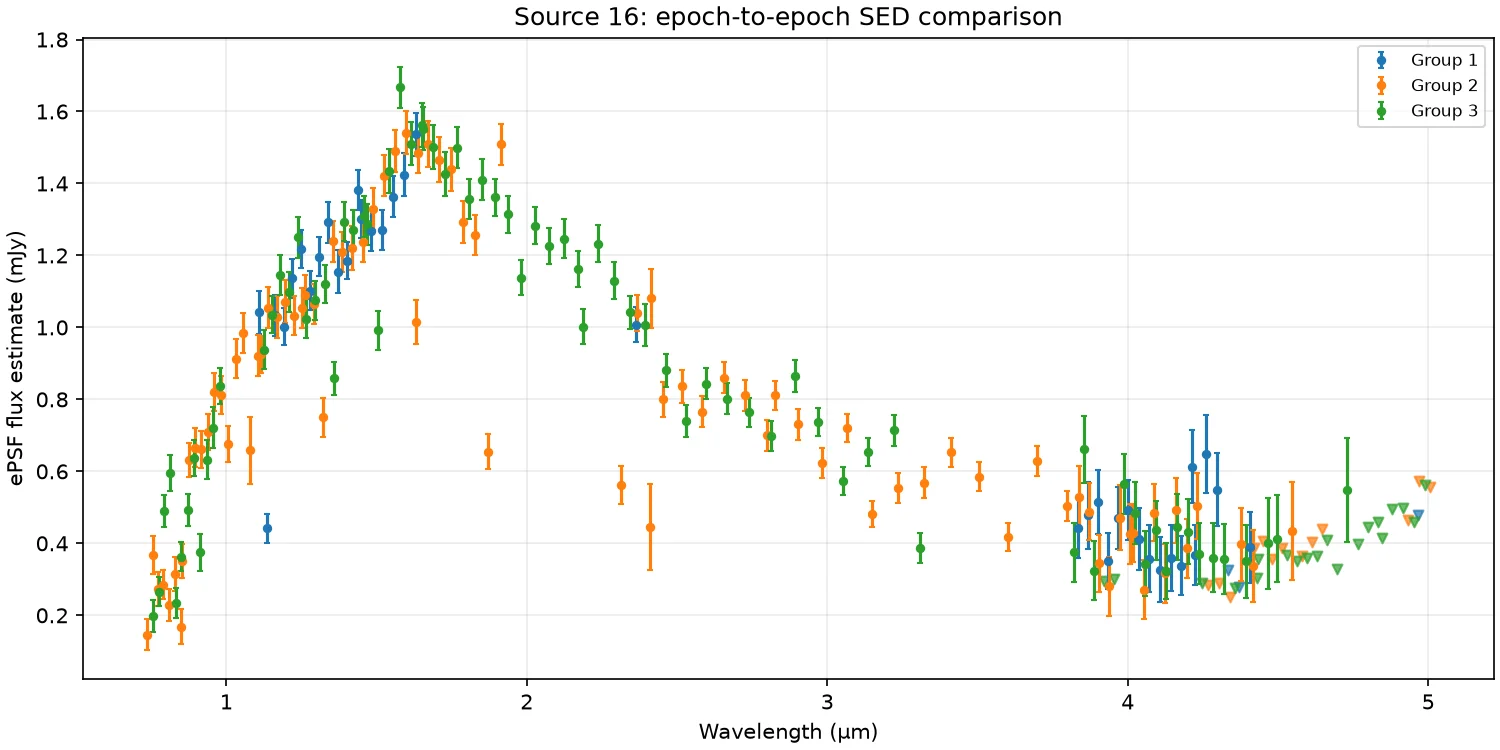 Source 16: epoch-to-epoch SED comparison
ePSF flux estimate (mJy)
1.8
1.6
1.4
1.2
1.0
0.8
0.6
0.4
0.2
Group 1
Group 2
Group 3
1 2 3 4 5
Wavelength (μm)